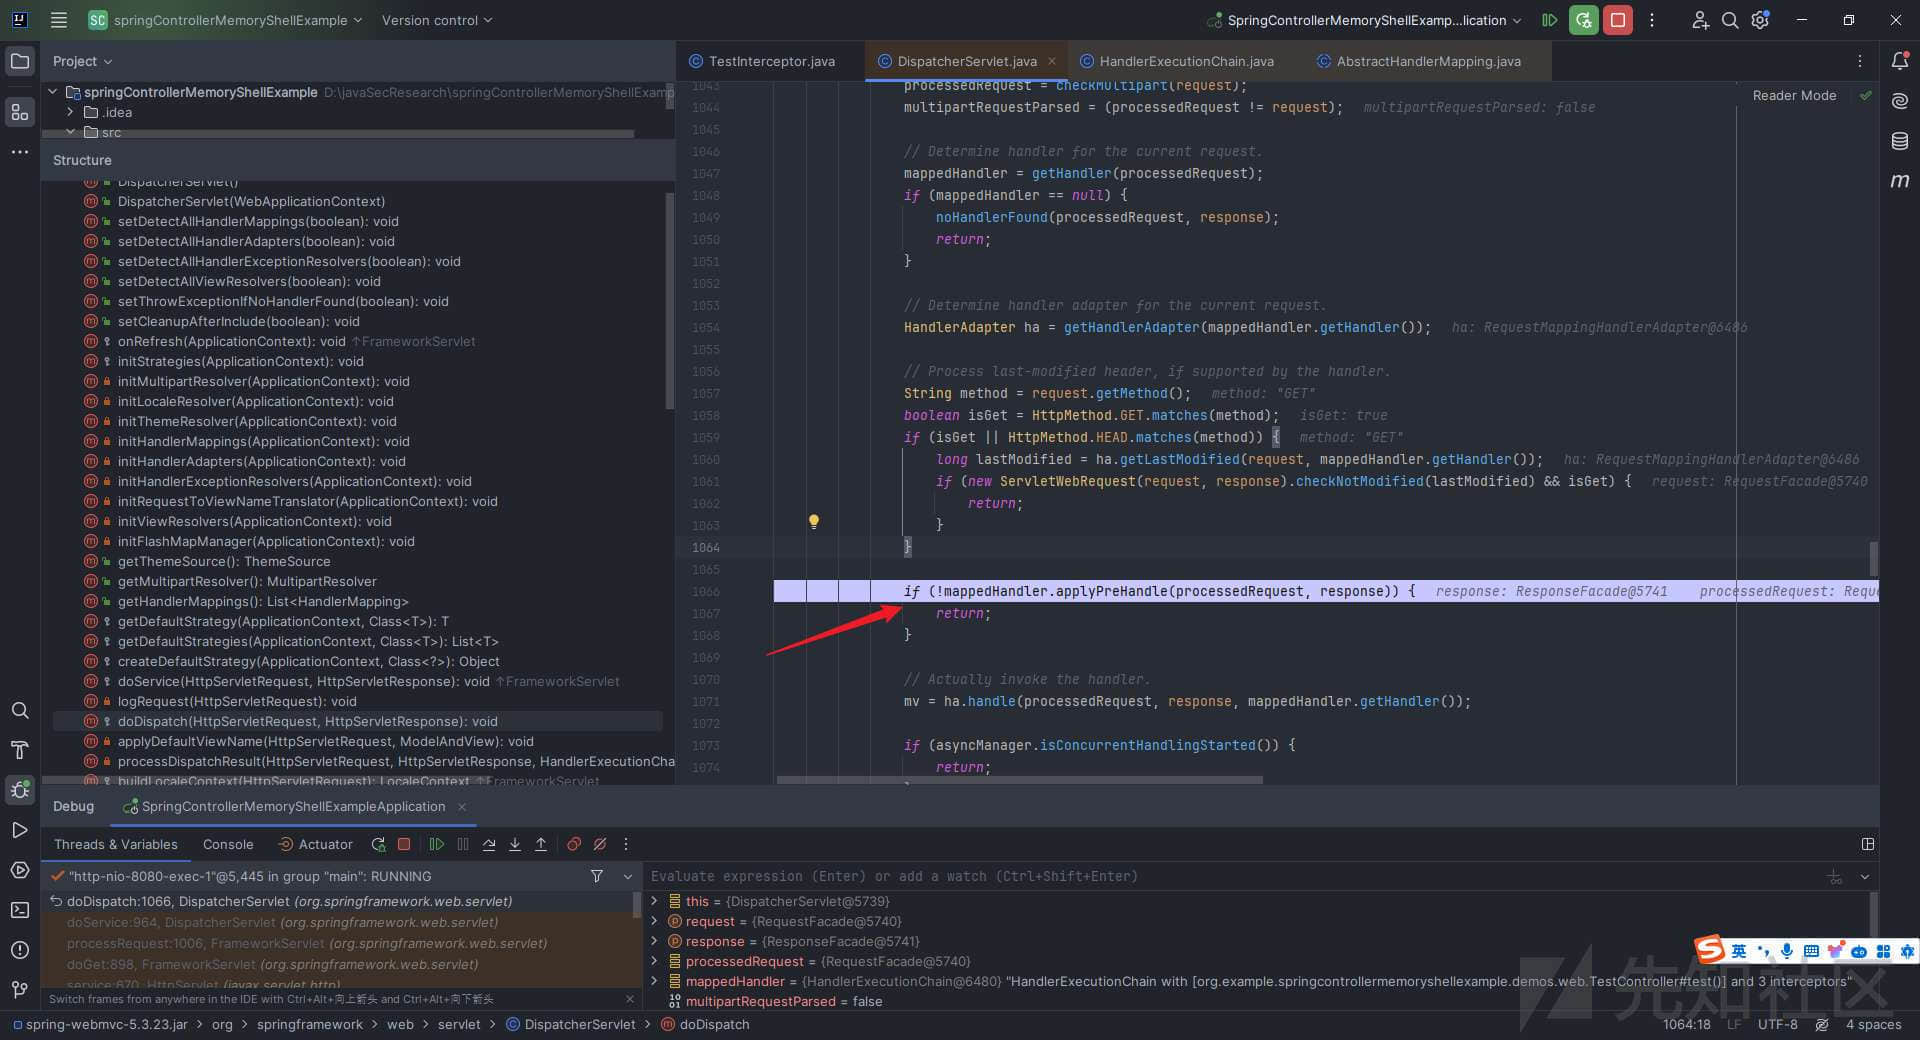 SC springControllerMemoryShellExample Version control SpringControllerMemoryShellExamp...lication
Project
TestInterceptor.java DispatcherServlet.java HandlerExecutionChain.java AbstractHandlerMapping.java
springControllerMemoryShellExample D:\javaSecResearch\springControllerMemoryShellExamp
.idea
src
Structure
DispatcherServlet()
DispatcherServlet(WebApplicationContext)
setDetectAllHandlerMappings(boolean): void
setDetectAllHandlerAdapters(boolean): void
setDetectAllHandlerExceptionResolvers(boolean): void
setDetectAllViewResolvers(boolean): void
setThrowExceptionIfNoHandlerFound(boolean): void
setCleanupAfterInclude(boolean): void
onRefresh(ApplicationContext): void ↑FrameworkServlet
initStrategies(ApplicationContext): void
initMultipartResolver(ApplicationContext): void
initLocaleResolver(ApplicationContext): void
initThemeResolver(ApplicationContext): void
initHandlerMappings(ApplicationContext): void
initHandlerAdapters(ApplicationContext): void
initHandlerExceptionResolvers(ApplicationContext): void
initRequestToViewNameTranslator(ApplicationContext): void
initViewResolvers(ApplicationContext): void
initFlashMapManager(ApplicationContext): void
getThemeSource(): ThemeSource
getMultipartResolver(): MultipartResolver
getHandlerMappings(): List<HandlerMapping>
getDefaultStrategy(ApplicationContext, Class<T>): T
getDefaultStrategies(ApplicationContext, Class<T>): List<T>
createDefaultStrategy(ApplicationContext, Class<?>): Object
doService(HttpServletRequest, HttpServletResponse): void ↑FrameworkServlet
logRequest(HttpServletRequest): void
doDispatch(HttpServletRequest, HttpServletResponse): void
applyDefaultViewName(HttpServletRequest, ModelAndView): void
processDispatchResult(HttpServletRequest, HttpServletResponse, HandlerExecutionCha
buildLocaleContext(HttpServletRequest): LocaleContext ↑FrameworkServlet
Reader Mode
1043 processedRequest = checkMultipart(request);
1044 multipartRequestParsed = (processedRequest != request); multipartRequestParsed: false
1045
1046 // Determine handler for the current request.
1047 mappedHandler = getHandler(processedRequest);
1048 if (mappedHandler == null) {
1049 noHandlerFound(processedRequest, response);
1050 return;
1051 }
1052
1053 // Determine handler adapter for the current request.
1054 HandlerAdapter ha = getHandlerAdapter(mappedHandler.getHandler()); ha: RequestMappingHandlerAdapter@6486
1055
1056 // Process last-modified header, if supported by the handler.
1057 String method = request.getMethod(); method: "GET"
1058 boolean isGet = HttpMethod.GET.matches(method); isGet: true
1059 if (isGet || HttpMethod.HEAD.matches(method)) { method: "GET"
1060 long lastModified = ha.getLastModified(request, mappedHandler.getHandler()); ha: RequestMappingHandlerAdapter@6486
1061 if (new ServletWebRequest(request, response).checkNotModified(lastModified) && isGet) { request: RequestFacade@5740
1062 return;
1063 }
1064 }
1065
1066 if (!mappedHandler.applyPreHandle(processedRequest, response)) { response: ResponseFacade@5741 processedRequest: Requ
1067 return;
1068 }
1069
1070 // Actually invoke the handler.
1071 mv = ha.handle(processedRequest, response, mappedHandler.getHandler());
1072
1073 if (asyncManager.isConcurrentHandlingStarted()) {
1074 return;
Debug SpringControllerMemoryShellExampleApplication
Threads & Variables Console Actuator
"http-nio-8080-exec-1"@5,445 in group "main": RUNNING
doDispatch:1066, DispatcherServlet (org.springframework.web.servlet)
doService:964, DispatcherServlet (org.springframework.web.servlet)
processRequest:1006, FrameworkServlet (org.springframework.web.servlet)
doGet:898, FrameworkServlet (org.springframework.web.servlet)
service:670, HttpServlet (javax.servlet.http)
Switch frames from anywhere in the IDE with Ctrl+Alt+向上箭头 and Ctrl+Alt+向下箭头
Evaluate expression (Enter) or add a watch (Ctrl+Shift+Enter)
this = {DispatcherServlet@5739}
request = {RequestFacade@5740}
response = {ResponseFacade@5741}
processedRequest = {RequestFacade@5740}
mappedHandler = {HandlerExecutionChain@6480} "HandlerExecutionChain with [org.example.springcontrollermemoryshellexample.demos.web.TestController#test()] and 3 interceptors"
multipartRequestParsed = false
英
先知社区
spring-webmvc-5.3.23.jar org springframework web servlet DispatcherServlet doDispatch 1064:18 LF UTF-8 4 spaces